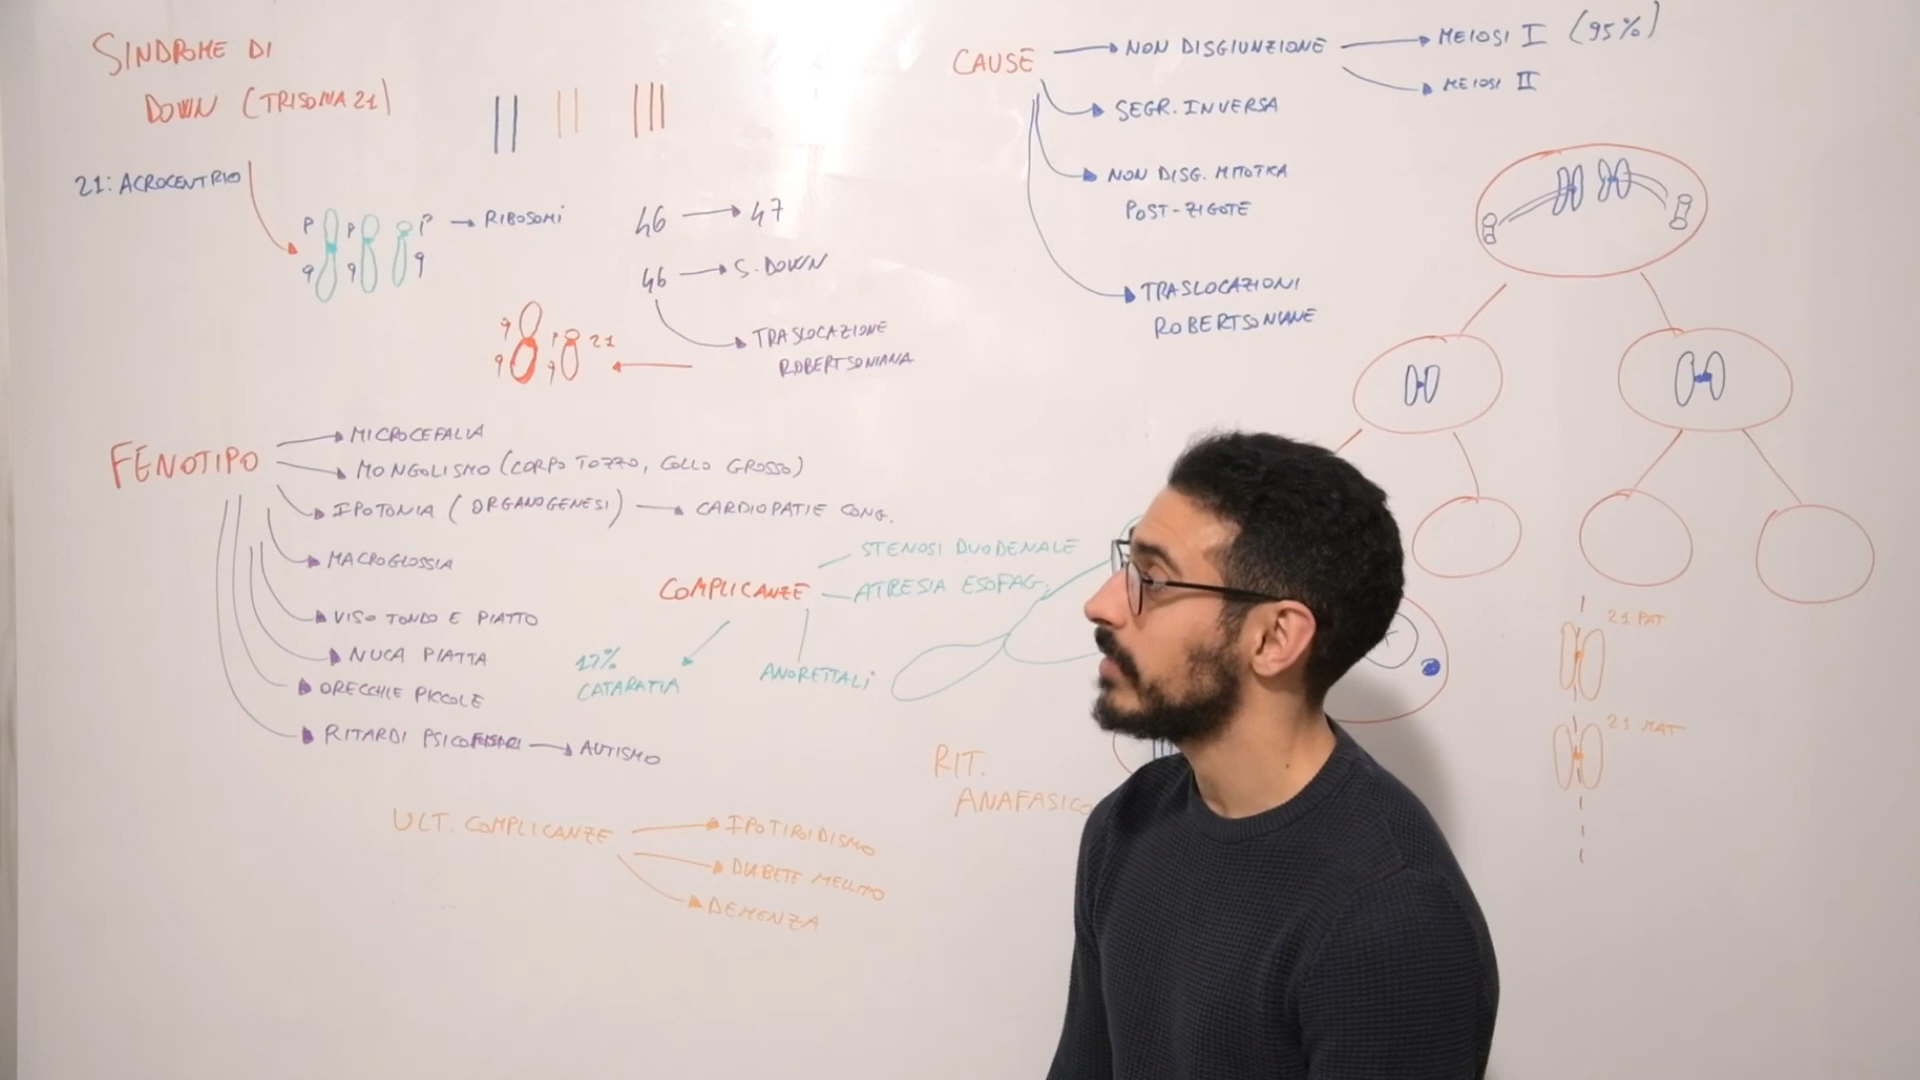 SINDROME DI
DOWN (TRISOMIA 21)
21: ACROCENTRIO
P P P → RIBOSOMI
q q q
46 → 47
46 → S. DOWN
TRASLOCAZIONE
ROBERTSONIANA
q P 21
q q
FENOTIPO
MICROCEFALIA
MONGOLISMO (CORPO TOZZO, COLLO GROSSO)
IPOTONIA (ORGANOGENESI) → CARDIOPATIE CONG.
MACROGLOSSIA
VISO TONDO E PIATTO
NUCA PIATTA
ORECCHIE PICCOLE
RITARDI PSICO → AUTISMO
COMPLICANZE
STENOSI DUODENALE
ATRESIA ESOFAG.
ANORETTALI
17%
CATARATTA
ULT. COMPLICANZE
IPOTIROIDISMO
DIABETE MELLITO
DEMENZA
CAUSE
NON DISGIUNZIONE
MEIOSI I (95%)
MEIOSI II
SEGR. INVERSA
NON DISG. MITOTICA
POST-ZIGOTE
TRASLOCAZIONI
ROBERTSONIANE
RIT.
ANAFASICO
21 PAT
21 MAT